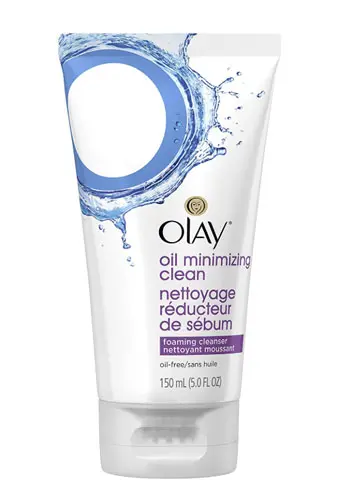 OLAY®
oil minimizing
clean
nettoyage
réducteur
de sébum
foaming cleanser
nettoyant moussant
oil-free/sans huile
150 mL (5.0 FL OZ)